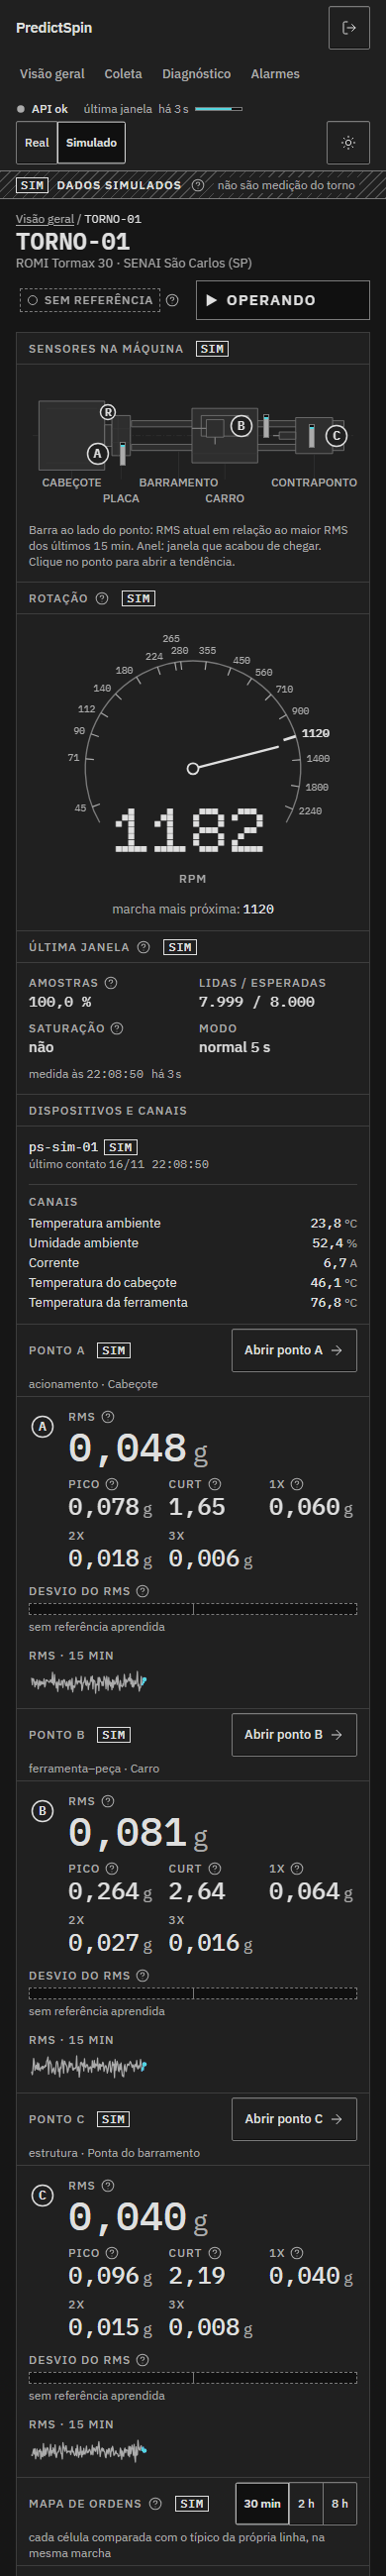 PredictSpin
Visão geral Coleta Diagnóstico Alarmes
API ok última janela há 3 s
Real Simulado
SIM DADOS SIMULADOS ? não são medição do torno
Visão geral / TORNO-01
TORNO-01
ROMI Tormax 30 · SENAI São Carlos (SP)
SEM REFERÊNCIA ? OPERANDO
SENSORES NA MÁQUINA SIM
R
A
B
C
CABEÇOTE BARRAMENTO CONTRAPONTO
PLACA CARRO
Barra ao lado do ponto: RMS atual em relação ao maior RMS
dos últimos 15 min. Anel: janela que acabou de chegar.
Clique no ponto para abrir a tendência.
ROTAÇÃO ? SIM
45
71
90
112
140
180
224
265
280
355
450
560
710
900
1120
1400
1800
2240
1182
RPM
marcha mais próxima: 1120
ÚLTIMA JANELA ? SIM
AMOSTRAS ? LIDAS / ESPERADAS
100,0 % 7.999 / 8.000
SATURAÇÃO ? MODO
não normal 5 s
medida às 22:08:50 há 3 s
DISPOSITIVOS E CANAIS
ps-sim-01 SIM
último contato 16/11 22:08:50
CANAIS
Temperatura ambiente 23,8 °C
Umidade ambiente 52,4 %
Corrente 6,7 A
Temperatura do cabeçote 46,1 °C
Temperatura da ferramenta 76,8 °C
PONTO A SIM Abrir ponto A →
acionamento · Cabeçote
A RMS ?
0,048 g
PICO ? CURT ? 1X ?
0,078 g 1,65 0,060 g
2X 3X
0,018 g 0,006 g
DESVIO DO RMS ?
sem referência aprendida
RMS · 15 MIN
PONTO B SIM Abrir ponto B →
ferramenta–peça · Carro
B RMS ?
0,081 g
PICO ? CURT ? 1X ?
0,264 g 2,64 0,064 g
2X 3X
0,027 g 0,016 g
DESVIO DO RMS ?
sem referência aprendida
RMS · 15 MIN
PONTO C SIM Abrir ponto C →
estrutura · Ponta do barramento
C RMS ?
0,040 g
PICO ? CURT ? 1X ?
0,096 g 2,19 0,040 g
2X 3X
0,015 g 0,008 g
DESVIO DO RMS ?
sem referência aprendida
RMS · 15 MIN
MAPA DE ORDENS ? SIM 30 min 2 h 8 h
cada célula comparada com o típico da própria linha, na
mesma marcha